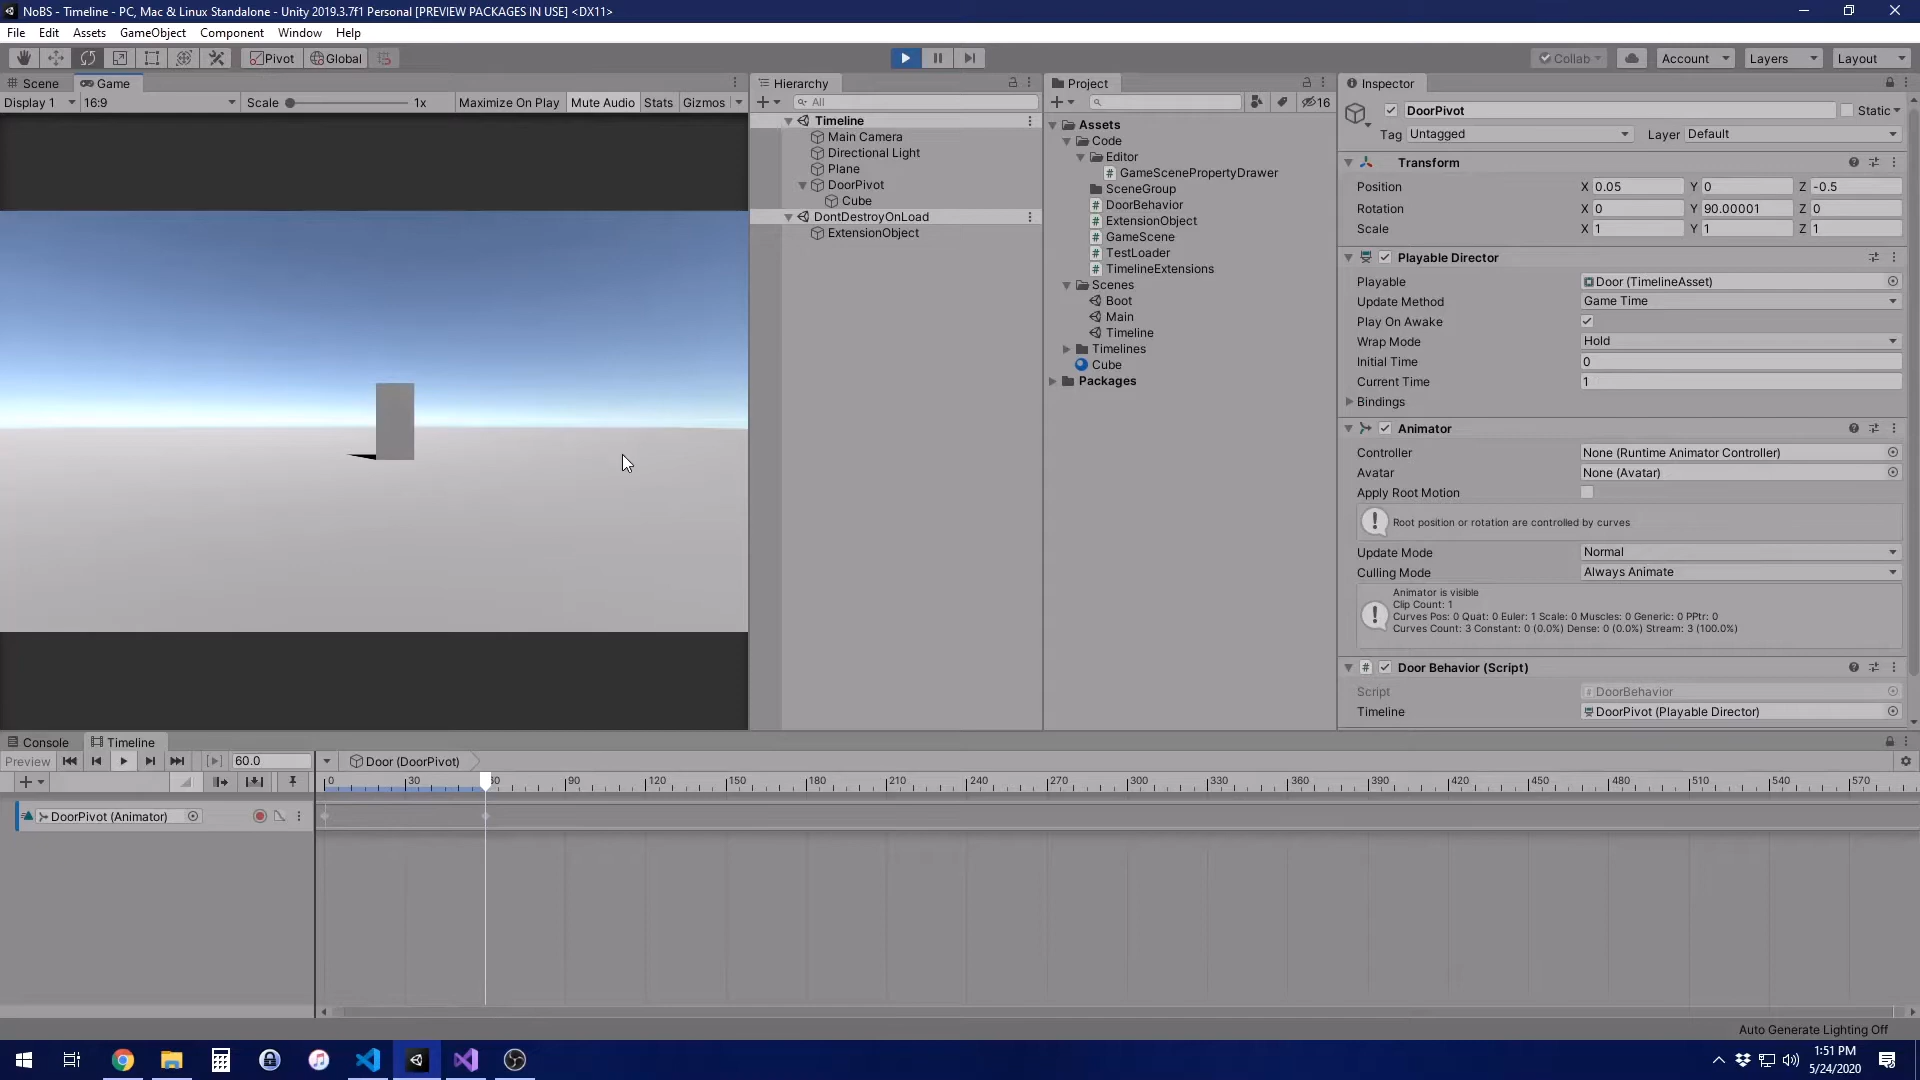 NoBS - Timeline - PC, Mac & Linux Standalone - Unity 2019.3.7f1 Personal [PREVIEW PACKAGES IN USE] <DX11>
File Edit Assets GameObject Component Window Help
Pivot Global Collab Account Layers Layout
Scene Game
Display 1 16:9 Scale 1x Maximize On Play Mute Audio Stats Gizmos
Hierarchy
All
Timeline
Main Camera
Directional Light
Plane
DoorPivot
Cube
DontDestroyOnLoad
ExtensionObject
Project
16
Assets
Code
Editor
GameScenePropertyDrawer
SceneGroup
DoorBehavior
ExtensionObject
GameScene
TestLoader
TimelineExtensions
Scenes
Boot
Main
Timeline
Timelines
Cube
Packages
Inspector
DoorPivot Static
Tag Untagged Layer Default
Transform
Position X 0.05 Y 0 Z -0.5
Rotation X 0 Y 90.00001 Z 0
Scale X 1 Y 1 Z 1
Playable Director
Playable Door (TimelineAsset)
Update Method Game Time
Play On Awake
Wrap Mode Hold
Initial Time 0
Current Time 1
Bindings
Animator
Controller None (Runtime Animator Controller)
Avatar None (Avatar)
Apply Root Motion
Root position or rotation are controlled by curves
Update Mode Normal
Culling Mode Always Animate
Animator is visible
Clip Count: 1
Curves Pos: 0 Quat: 0 Euler: 1 Scale: 0 Muscles: 0 Generic: 0 PPtr: 0
Curves Count: 3 Constant: 0 (0.0%) Dense: 0 (0.0%) Stream: 3 (100.0%)
Door Behavior (Script)
Script DoorBehavior
Timeline DoorPivot (Playable Director)
Console Timeline
Preview 60.0 Door (DoorPivot)
0 30 60 90 120 150 180 210 240 270 300 330 360 390 420 450 480 510 540 570
DoorPivot (Animator)
Auto Generate Lighting Off
1:51 PM
5/24/2020